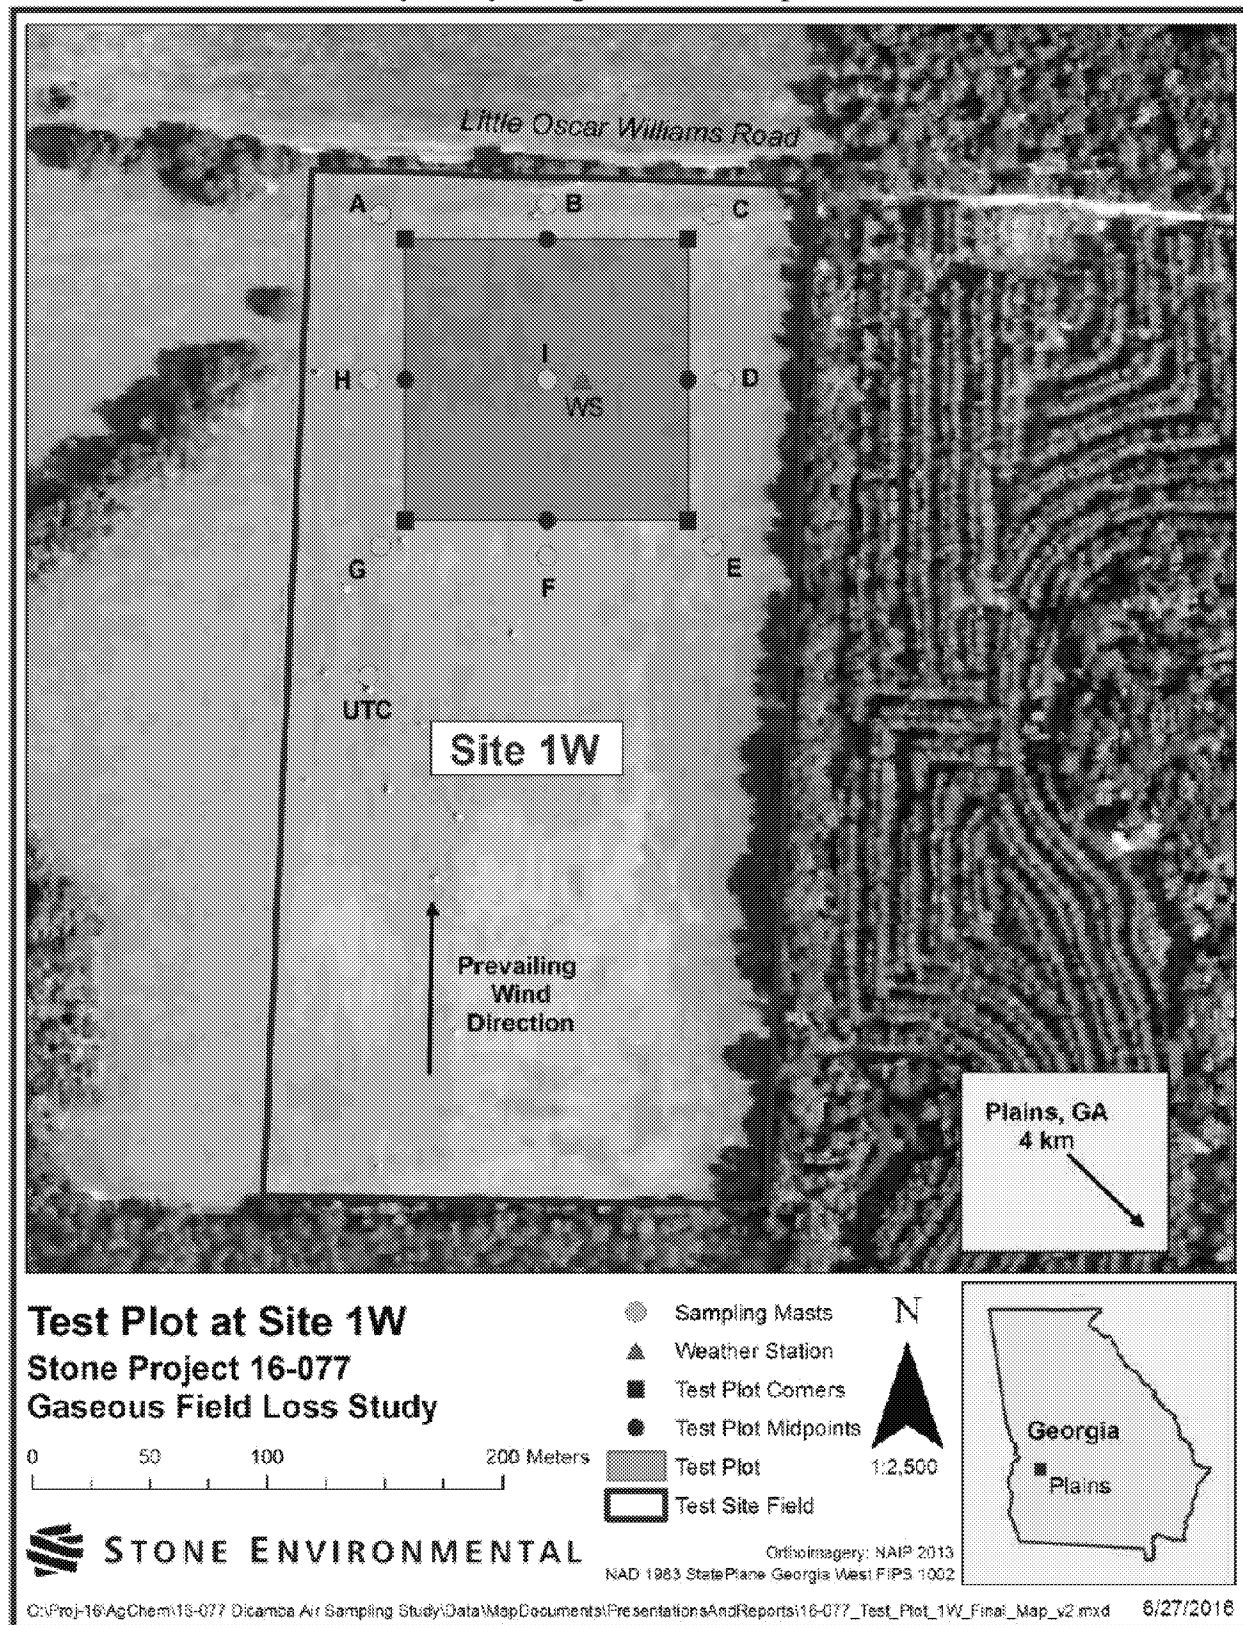 Little Oscar Williams Road
A
B
C
I
H
D
WS
G
F
E
UTC
Site 1W
Prevailing
Wind
Direction
Plains, GA
4 km
Test Plot at Site 1W
Stone Project 16-077
Gaseous Field Loss Study
0 50 100 200 Meters
STONE ENVIRONMENTAL
Sampling Masts
Weather Station
Test Plot Corners
Test Plot Midpoints
Test Plot
Test Site Field
N
1:2,500
Georgia
Plains
Orthoimagery: NAIP 2013
NAD 1983 StatePlane Georgia West FIPS 1002
C:\Proj-16\AgChem\16-077 Dicamba Air Sampling Study\Data\MapDocuments\PresentationsAndReports\16-077_Test_Plot_1W_Final_Map_v2.mxd 6/27/2016